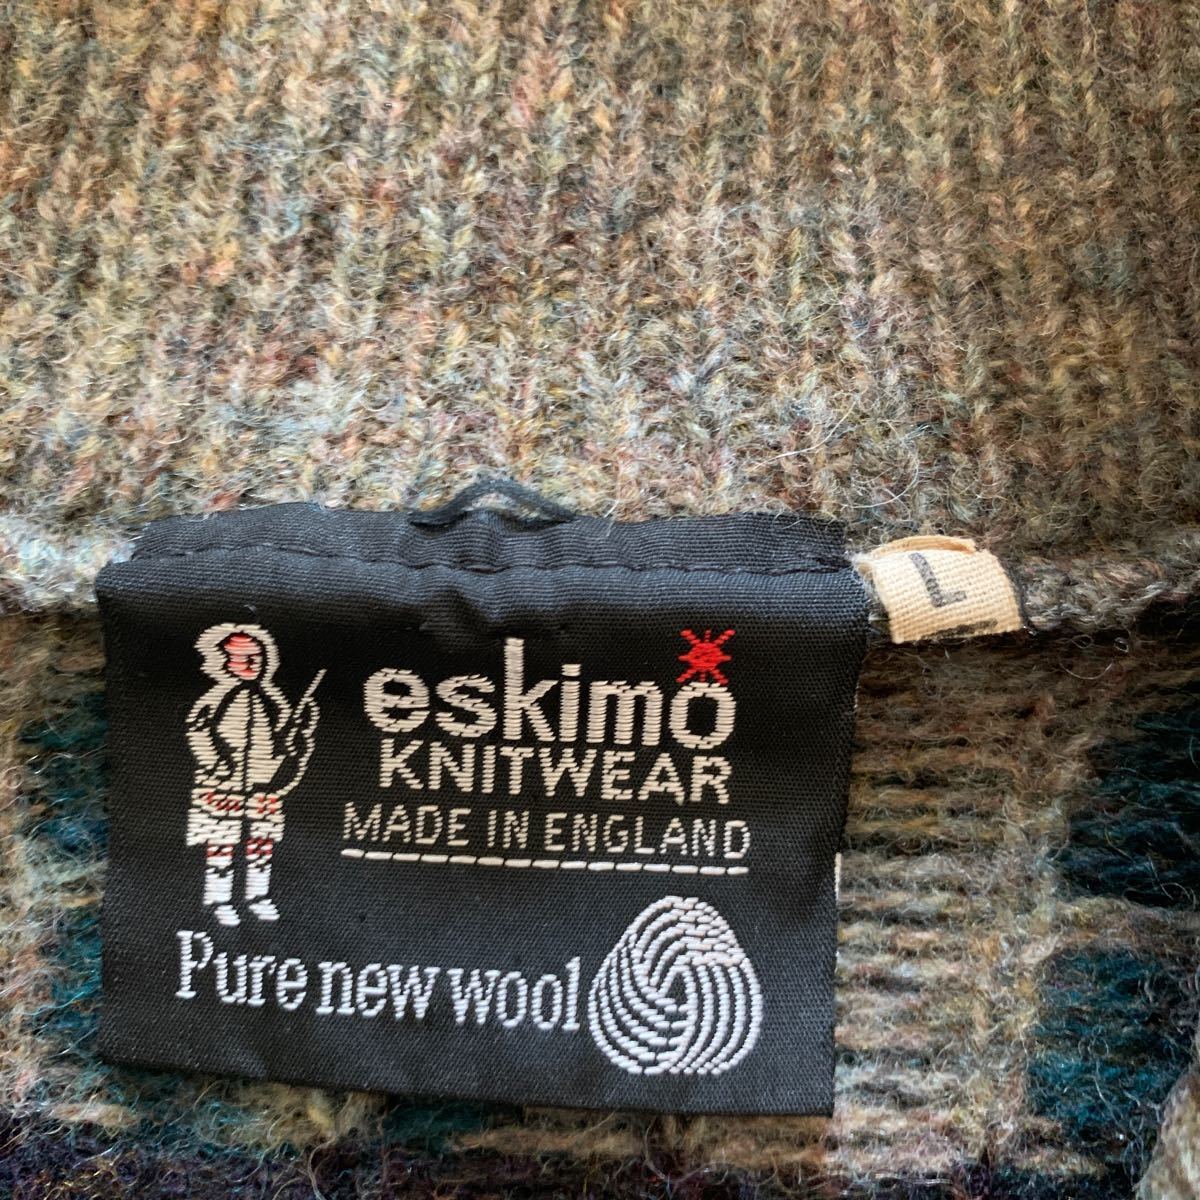 L
eskimo
KNITWEAR
MADE IN ENGLAND
Pure new wool